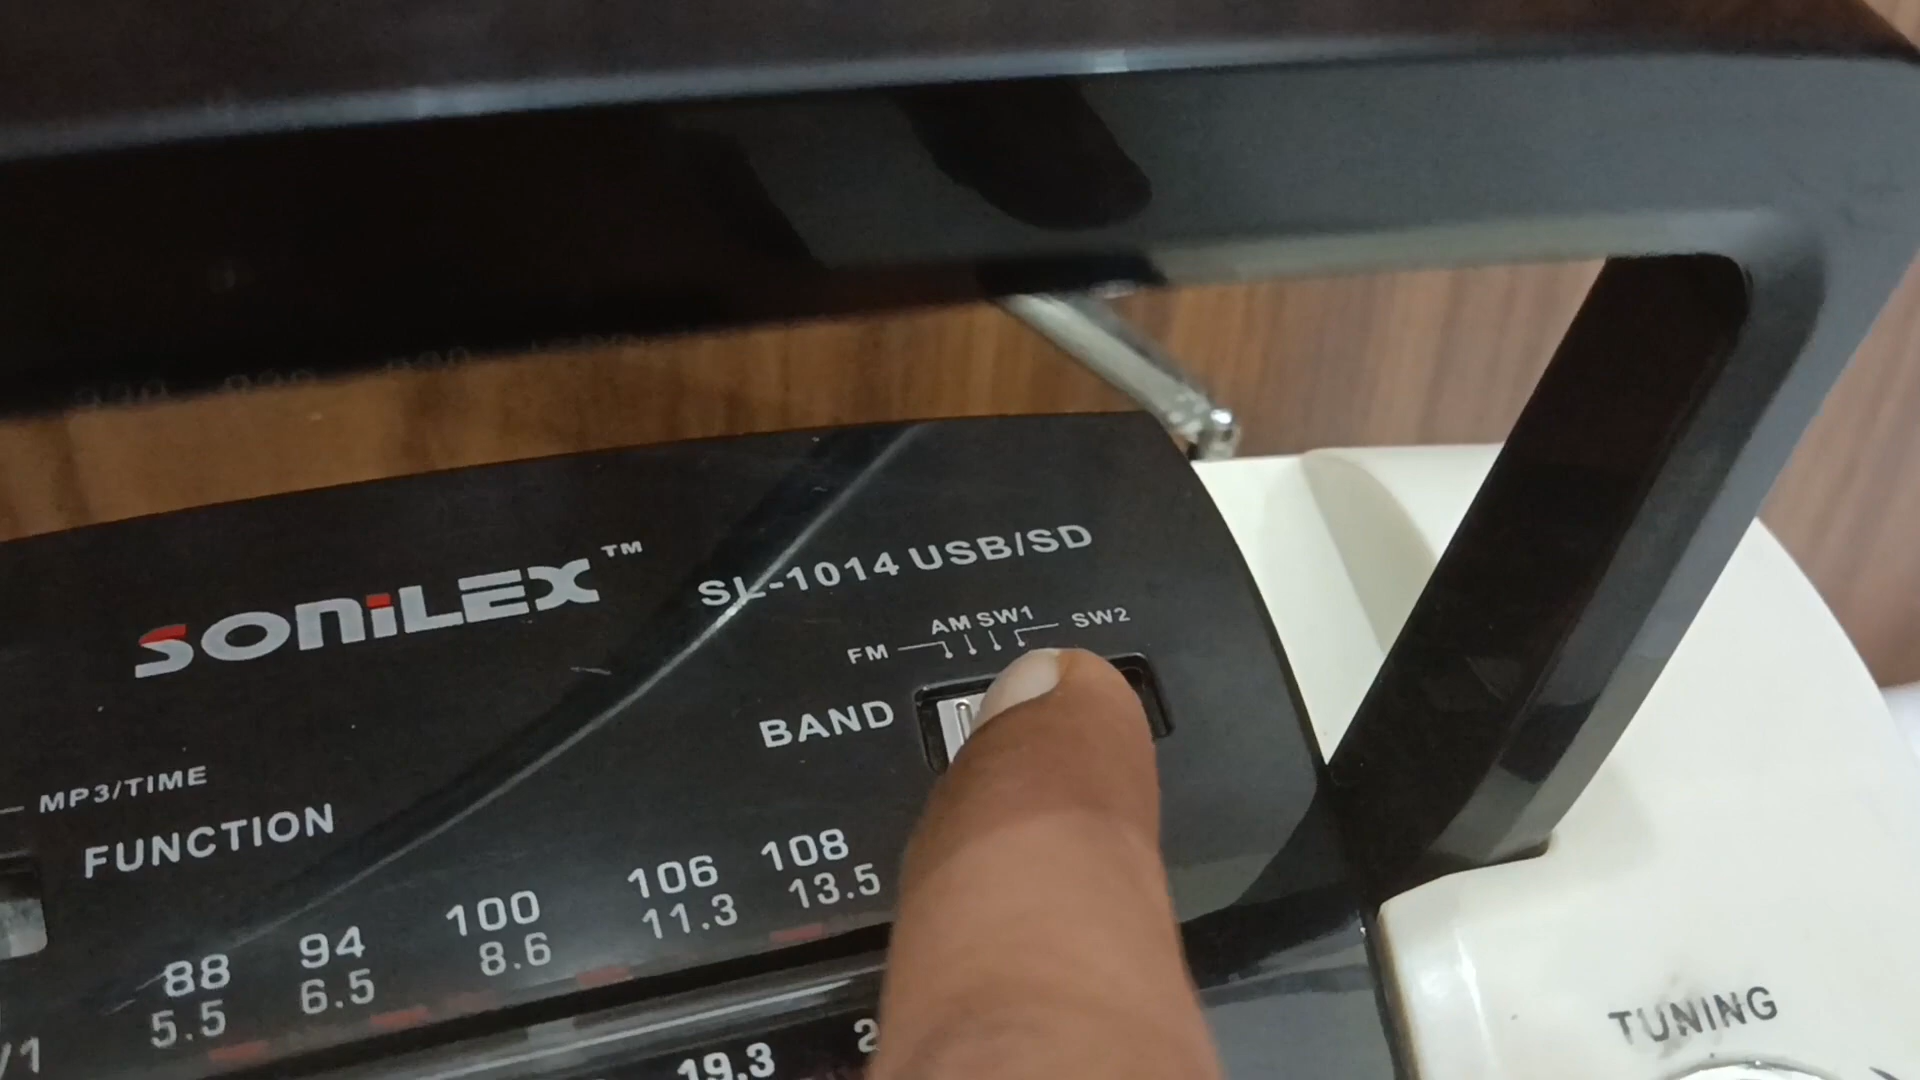 SONiLEX™
SL-1014 USB/SD
AM SW1 SW2
FM
BAND
MP3/TIME
FUNCTION
88 94 100 106 108
5.5 6.5 8.6 11.3 13.5
19.3
TUNING